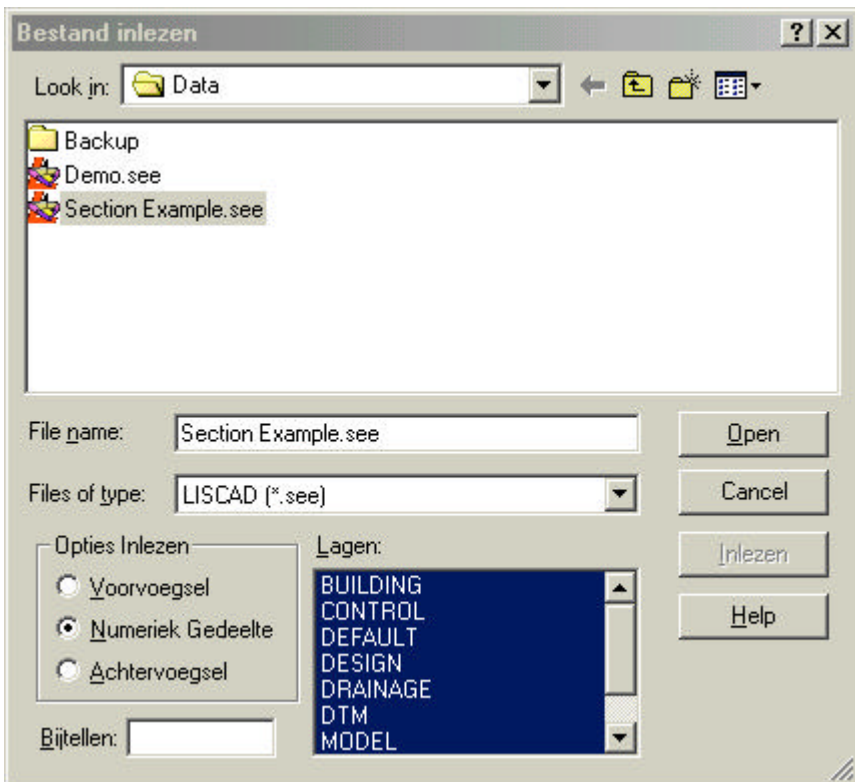 Bestand inlezen
Look in: Data
Backup
Demo.see
Section Example.see
File name: Section Example.see
Open
Files of type: LISCAD (*.see)
Cancel
Opties Inlezen
Voorvoegsel
Numeriek Gedeelte
Achtervoegsel
Bijtellen:
Lagen:
BUILDING
CONTROL
DEFAULT
DESIGN
DRAINAGE
DTM
MODEL
Inlezen
Help